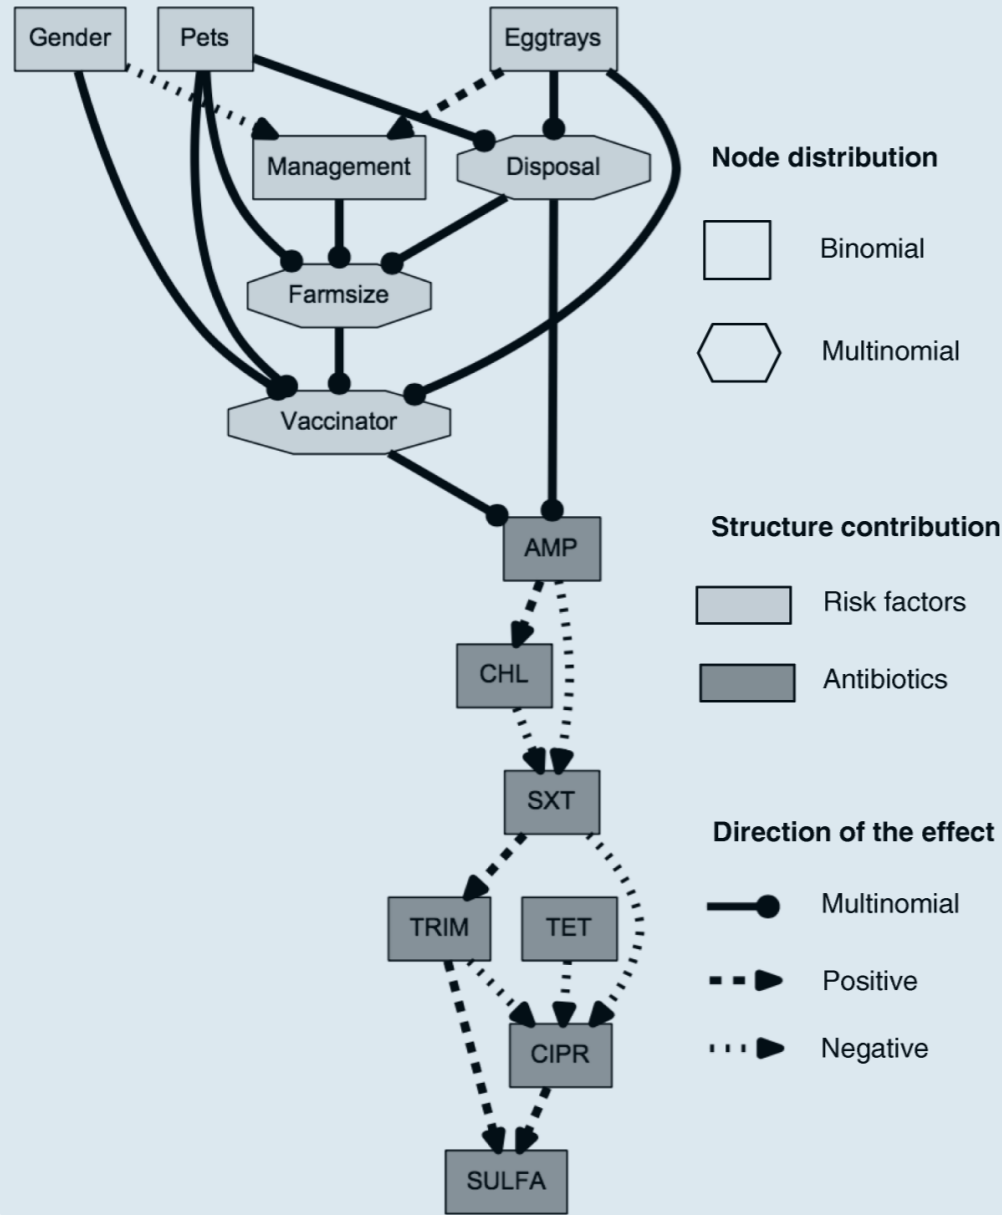 Gender
Pets
Eggtrays
Management
Disposal
Farmsize
Vaccinator
AMP
CHL
SXT
TRIM
TET
CIPR
SULFA
Node distribution
Binomial
Multinomial
Structure contribution
Risk factors
Antibiotics
Direction of the effect
Multinomial
Positive
Negative